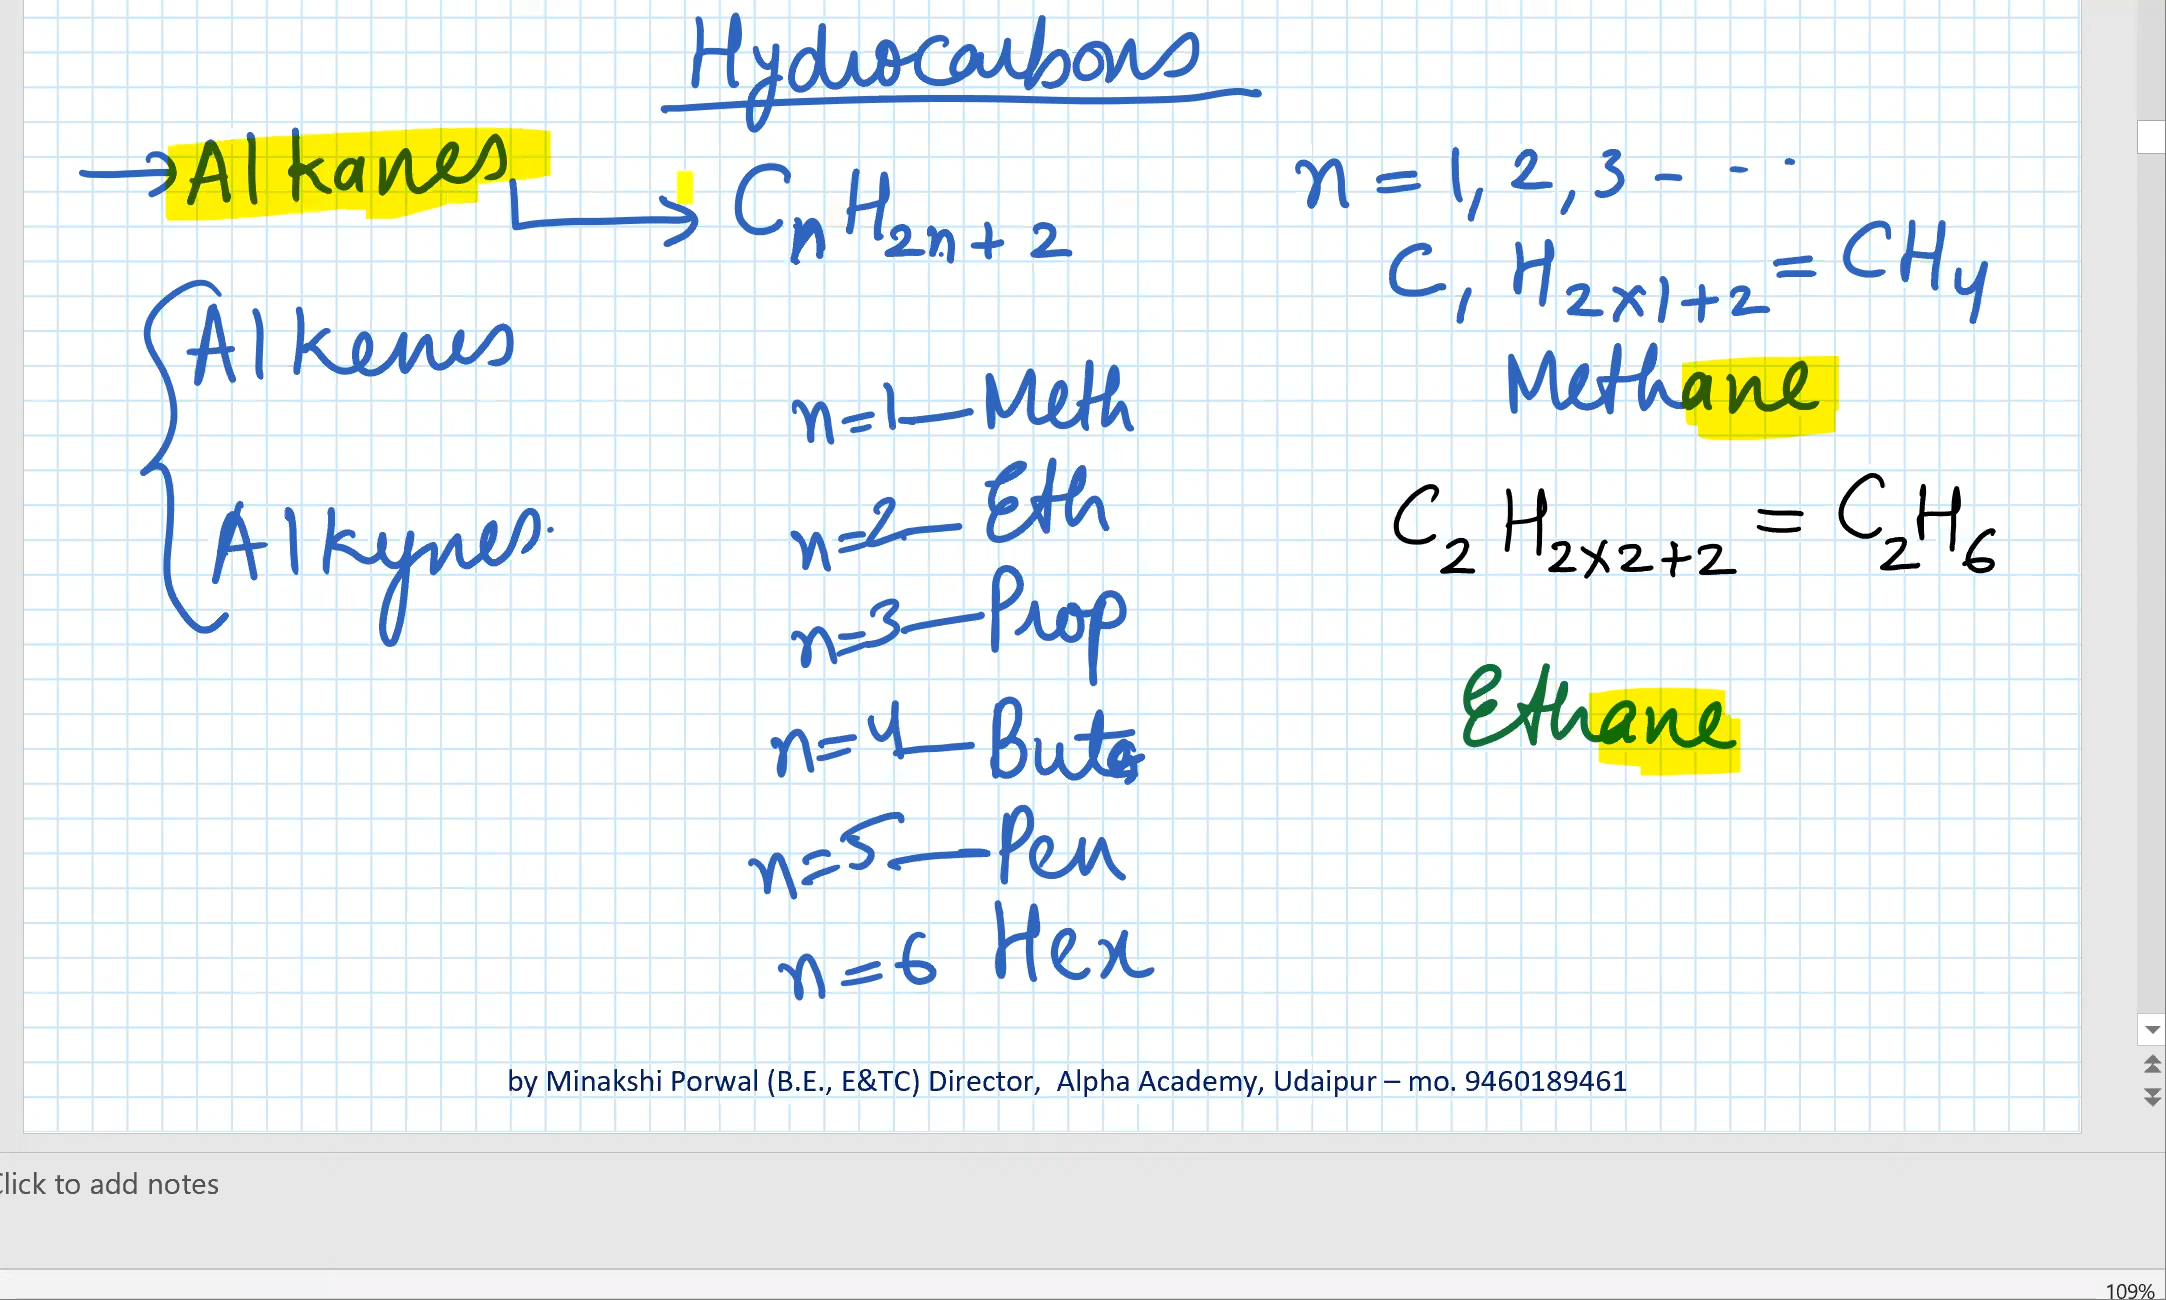 Hydrocarbons
→ Alkanes → CₙH₂ₙ₊₂
n = 1, 2, 3 - - ..
C₁ H₂ₓ₁₊₂ = CH₄
Methane
Alkenes
Alkynes.
n=1 — Meth
n=2 — Eth
n=3 — Prop
n=4 — Buta
n=5 — Pen
n=6 Hex
C₂ H₂ₓ₂₊₂ = C₂H₆
Ethane
by Minakshi Porwal (B.E., E&TC) Director, Alpha Academy, Udaipur – mo. 9460189461
Click to add notes
109%